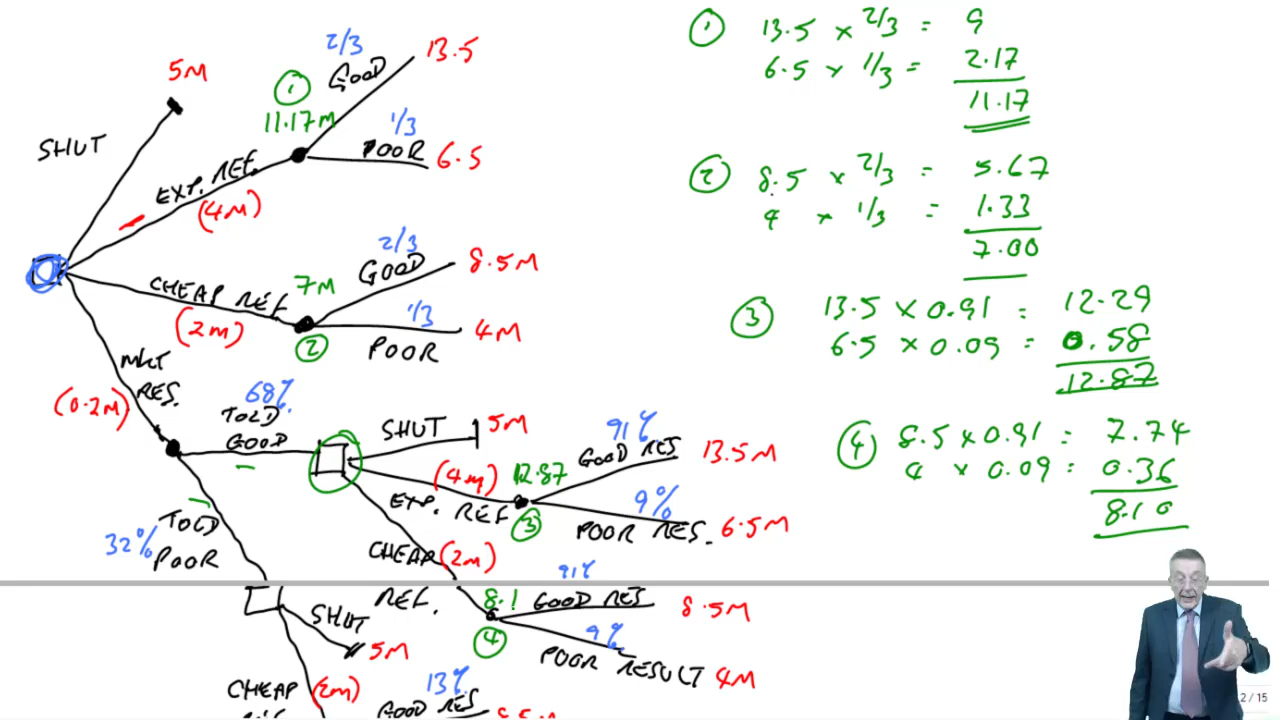 5M
SHUT
EXP. REF.
(4M)
①
11.17M
2/3
GOOD
13.5
1/3
POOR
6.5
CHEAP REF
(2M)
7M
②
2/3
GOOD
8.5M
1/3
POOR
4M
MKT
RES.
(0.2M)
68%
TOLD
GOOD
SHUT
5M
(4M)
EXP. REF
12.87
③
91%
GOOD RES
13.5M
9%
POOR RES.
6.5M
CHEAP (2M)
REF.
8.1
④
91%
GOOD RES
8.5M
9%
POOR RESULT
4M
TOLD
32% POOR
SHUT
5M
CHEAP (2M)
13%
GOOD RES
8.5M
① 13.5 × 2/3 = 9
6.5 × 1/3 = 2.17
11.17
② 8.5 × 2/3 = 5.67
4 × 1/3 = 1.33
7.00
③ 13.5 × 0.91 = 12.29
6.5 × 0.09 = 0.58
12.87
④ 8.5 × 0.91 = 7.74
4 × 0.09 = 0.36
8.10
2 / 15